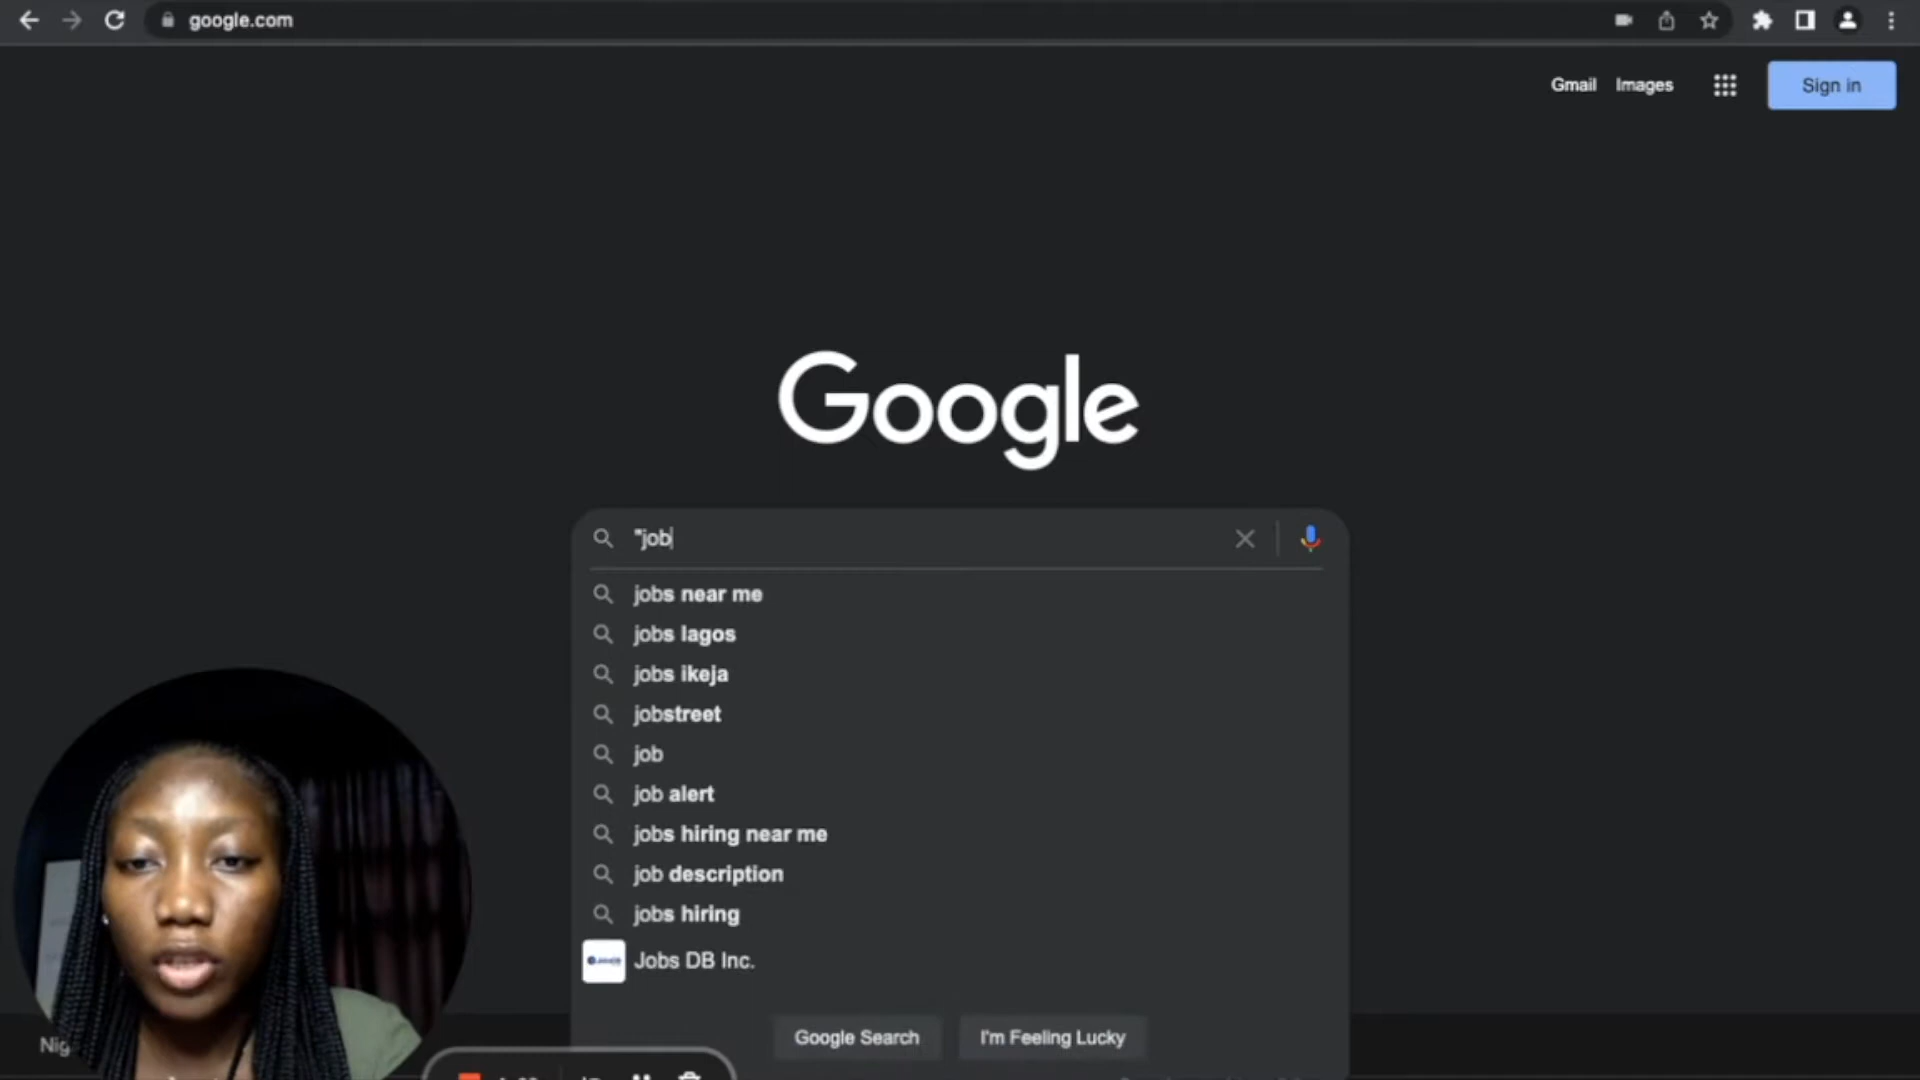 google.com
Gmail Images Sign in
Google
"job
jobs near me
jobs lagos
jobs ikeja
jobstreet
job
job alert
jobs hiring near me
job description
jobs hiring
Jobs DB Inc.
Google Search I'm Feeling Lucky
Nig